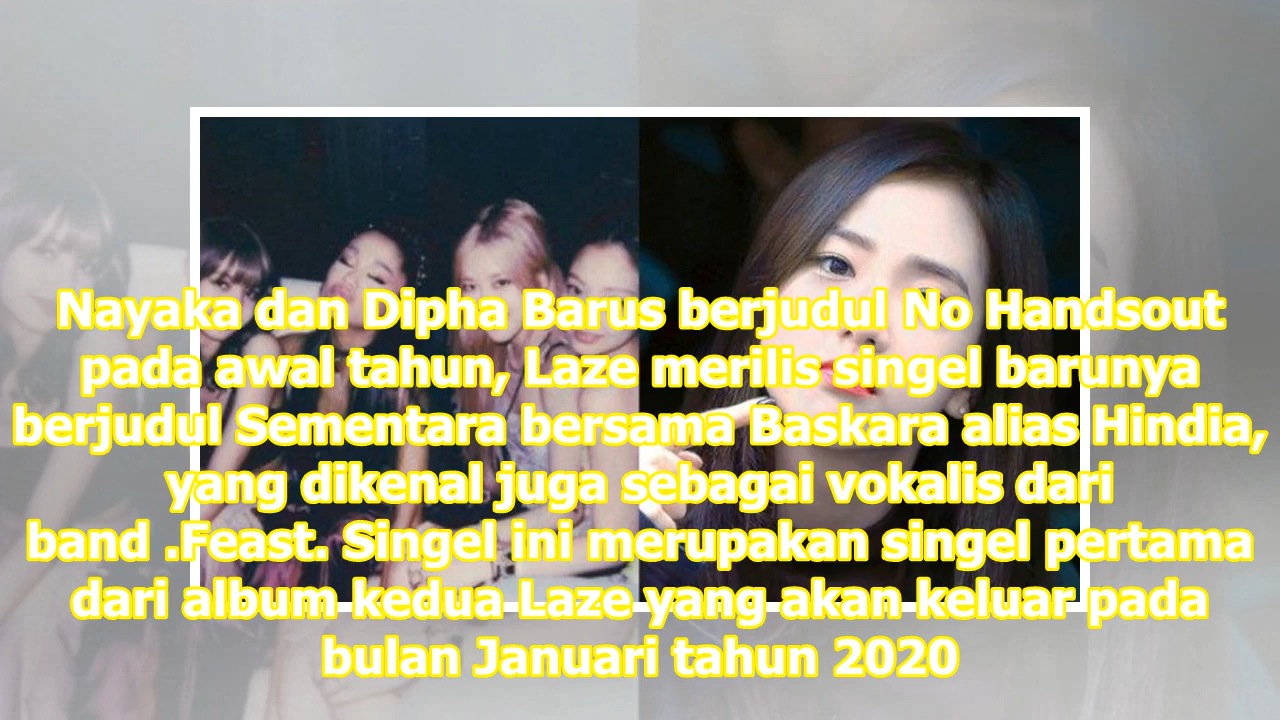 Nayaka dan Dipha Barus berjudul No Handsout
pada awal tahun, Laze merilis singel barunya
berjudul Sementara bersama Baskara alias Hindia,
yang dikenal juga sebagai vokalis dari
band .Feast. Singel ini merupakan singel pertama
dari album kedua Laze yang akan keluar pada
bulan Januari tahun 2020